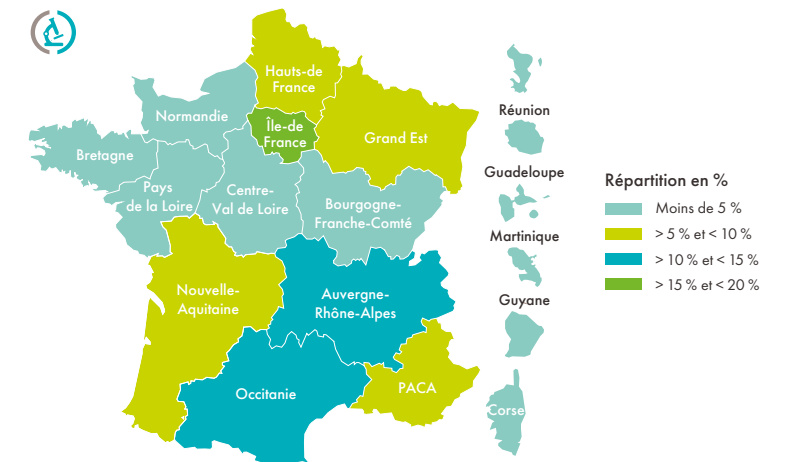 Hauts-de
France
Normandie
Île-de
France
Grand Est
Bretagne
Pays
de la Loire
Centre-
Val de Loire
Bourgogne-
Franche-Comté
Nouvelle-
Aquitaine
Auvergne-
Rhône-Alpes
Occitanie
PACA
Réunion
Guadeloupe
Martinique
Guyane
Corse
Répartition en %
Moins de 5 %
> 5 % et < 10 %
> 10 % et < 15 %
> 15 % et < 20 %